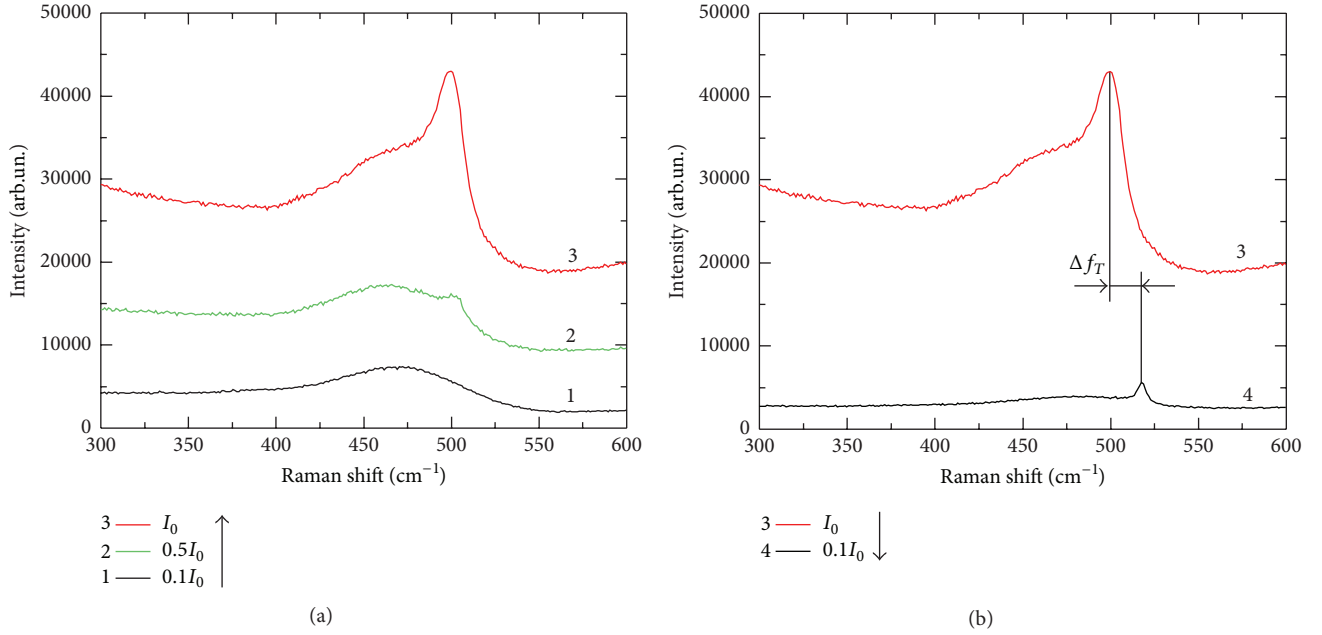 50000
40000
30000
20000
10000
0
Intensity (arb.un.)
3
2
1
300 350 400 450 500 550 600
Raman shift (cm⁻¹)
3 I₀
2 0.5I₀
1 0.1I₀
(a)
50000
40000
30000
20000
10000
0
Intensity (arb.un.)
3
Δf_T
4
300 350 400 450 500 550 600
Raman shift (cm⁻¹)
3 I₀
4 0.1I₀
(b)